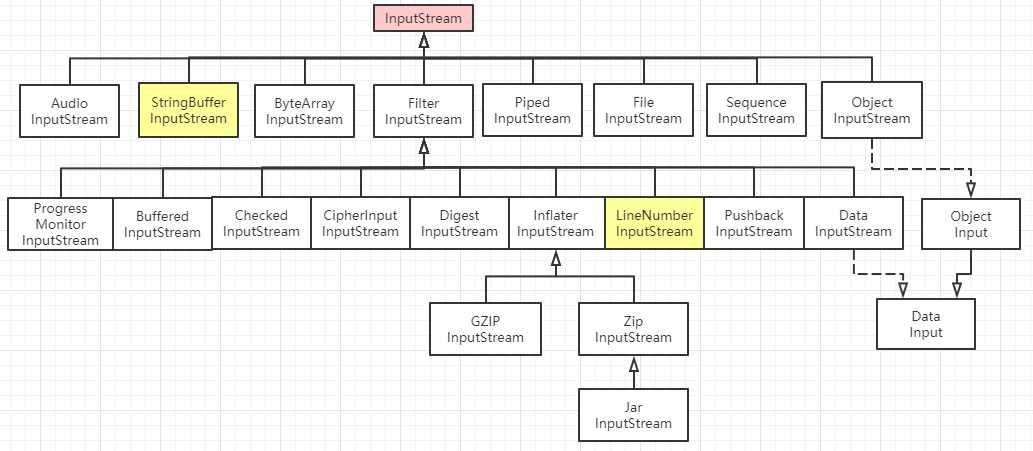 InputStream
Audio
InputStream
StringBuffer
InputStream
ByteArray
InputStream
Filter
InputStream
Piped
InputStream
File
InputStream
Sequence
InputStream
Object
InputStream
Progress
Monitor
InputStream
Buffered
InputStream
Checked
InputStream
CipherInput
InputStream
Digest
InputStream
Inflater
InputStream
LineNumber
InputStream
Pushback
InputStream
Data
InputStream
Object
Input
GZIP
InputStream
Zip
InputStream
Data
Input
Jar
InputStream